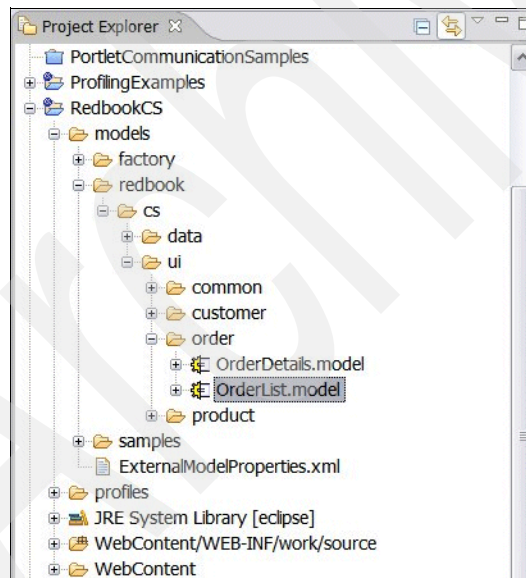 Project Explorer
PortletCommunicationSamples
ProfilingExamples
RedbookCS
models
factory
redbook
cs
data
ui
common
customer
order
OrderDetails.model
OrderList.model
product
samples
ExternalModelProperties.xml
profiles
JRE System Library [eclipse]
WebContent/WEB-INF/work/source
WebContent